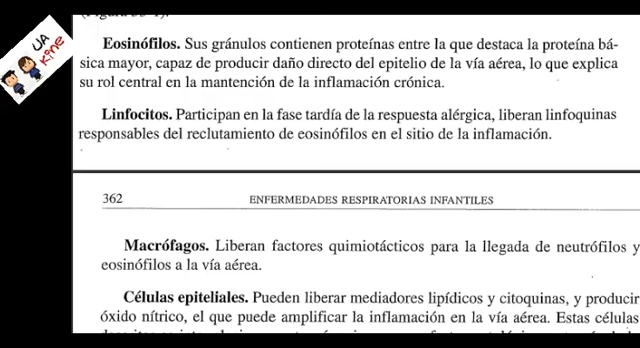 UA
Kine
Eosinófilos. Sus gránulos contienen proteínas entre la que destaca la proteína bá-
sica mayor, capaz de producir daño directo del epitelio de la vía aérea, lo que explica
su rol central en la mantención de la inflamación crónica.
Linfocitos. Participan en la fase tardía de la respuesta alérgica, liberan linfoquinas
responsables del reclutamiento de eosinófilos en el sitio de la inflamación.
362
ENFERMEDADES RESPIRATORIAS INFANTILES
Macrófagos. Liberan factores quimiotácticos para la llegada de neutrófilos y
eosinófilos a la vía aérea.
Células epiteliales. Pueden liberar mediadores lipídicos y citoquinas, y producir
óxido nítrico, el que puede amplificar la inflamación en la vía aérea. Estas células